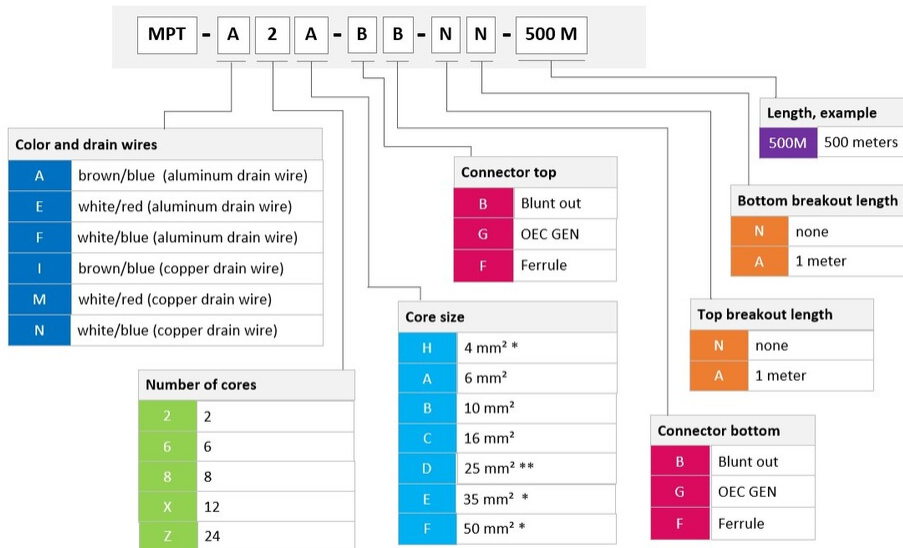 MPT - A 2 A - B B - N N - 500 M
Color and drain wires
A brown/blue (aluminum drain wire)
E white/red (aluminum drain wire)
F white/blue (aluminum drain wire)
I brown/blue (copper drain wire)
M white/red (copper drain wire)
N white/blue (copper drain wire)
Number of cores
2 2
6 6
8 8
X 12
Z 24
Connector top
B Blunt out
G OEC GEN
F Ferrule
Core size
H 4 mm² *
A 6 mm²
B 10 mm²
C 16 mm²
D 25 mm² **
E 35 mm² *
F 50 mm² *
Length, example
500M 500 meters
Bottom breakout length
N none
A 1 meter
Top breakout length
N none
A 1 meter
Connector bottom
B Blunt out
G OEC GEN
F Ferrule